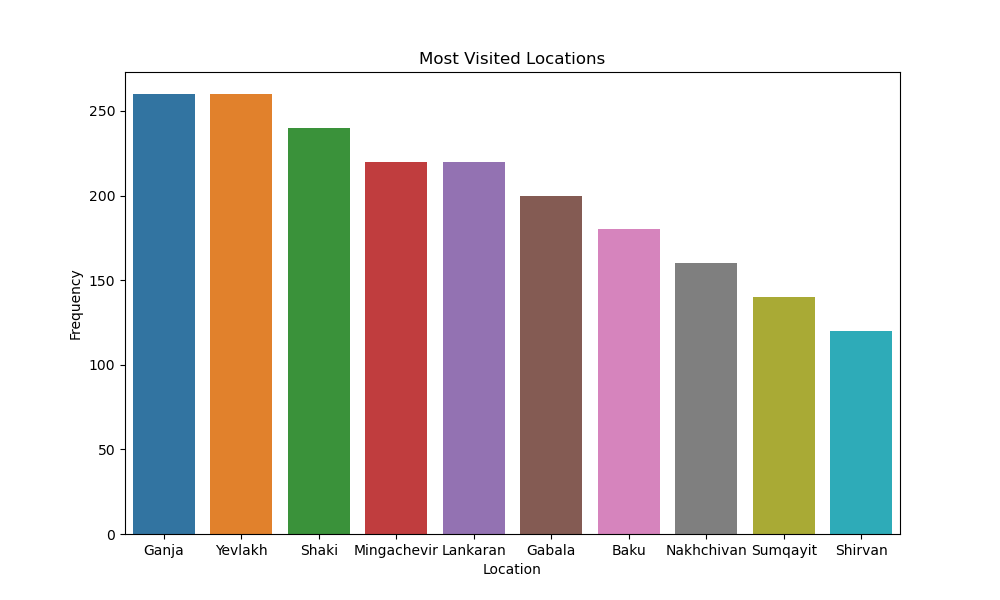 Most Visited Locations
Frequency
250
200
150
100
50
0
Ganja Yevlakh Shaki Mingachevir Lankaran Gabala Baku Nakhchivan Sumqayit Shirvan
Location